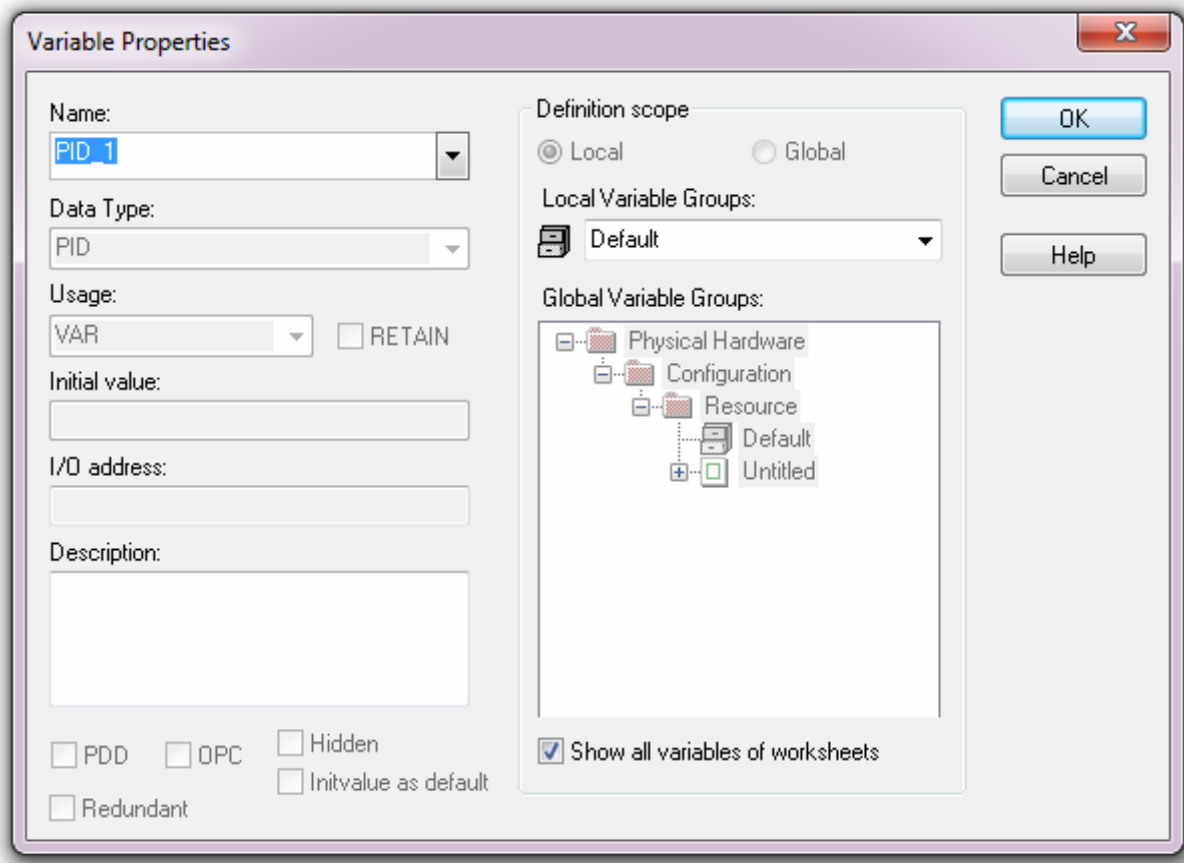 Variable Properties
Name:
PID_1
Data Type:
PID
Usage:
VAR
RETAIN
Initial value:
I/O address:
Description:
PDD
OPC
Hidden
Initvalue as default
Redundant
Definition scope
Local
Global
Local Variable Groups:
Default
Global Variable Groups:
Physical Hardware
Configuration
Resource
Default
Untitled
Show all variables of worksheets
OK
Cancel
Help